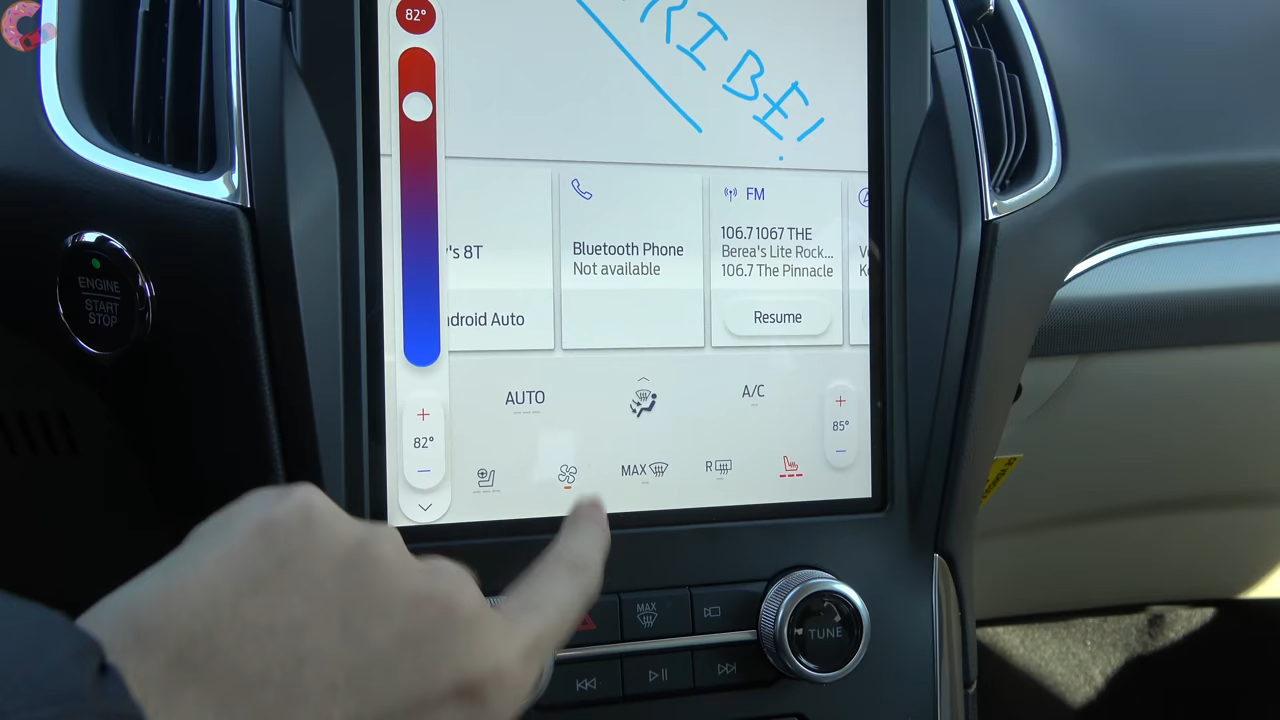 82°
RIBE!
's 8T
Android Auto
Bluetooth Phone
Not available
FM
106.7 1067 THE
Berea's Lite Rock...
106.7 The Pinnacle
Resume
ENGINE
START
STOP
AUTO
A/C
+
82°
−
+
85°
−
MAX
R
MAX
TUNE